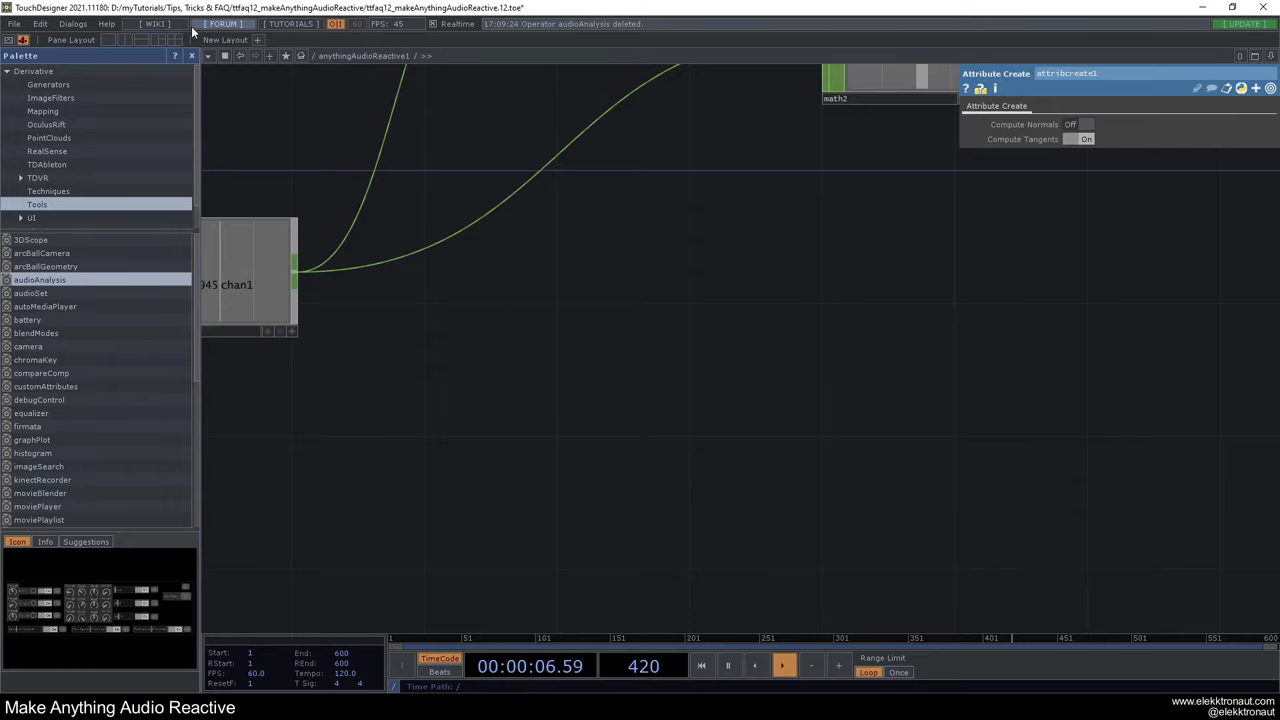 TouchDesigner 2021.11180: D:/myTutorials/Tips, Tricks & FAQ/ttfaq12_makeAnythingAudioReactive/ttfaq12_makeAnythingAudioReactive.12.toe*
File Edit Dialogs Help [ WIKI ] [ FORUM ] [ TUTORIALS ] O|I 60 FPS: 45 Realtime 17:09:24 Operator audioAnalysis deleted. [ UPDATE ]
Pane Layout New Layout +
Palette ? x / anythingAudioReactive1 / >> 0
Derivative
Generators
ImageFilters
Mapping
OculusRift
PointClouds
RealSense
TDAbleton
TDVR
Techniques
Tools
UI
3DScope
arcBallCamera
arcBallGeometry
audioAnalysis
audioSet
autoMediaPlayer
battery
blendModes
camera
chromaKey
compareComp
customAttributes
debugControl
equalizer
firmata
graphPlot
histogram
imageSearch
kinectRecorder
movieBlender
moviePlayer
moviePlaylist
Icon Info Suggestions
945 chan1
math2
Attribute Create attribcreate1
? ? i
Attribute Create
Compute Normals Off
Compute Tangents On
1 51 101 151 201 251 301 351 401 451 501 551 600
Start: 1 End: 600
RStart: 1 REnd: 600
FPS: 60.0 Tempo: 120.0
ResetF: 1 T Sig: 4 4
TimeCode
Beats
00:00:06.59 420
Range Limit
Loop Once
/ Time Path: /
Make Anything Audio Reactive
www.elekktronaut.com
@elekktronaut